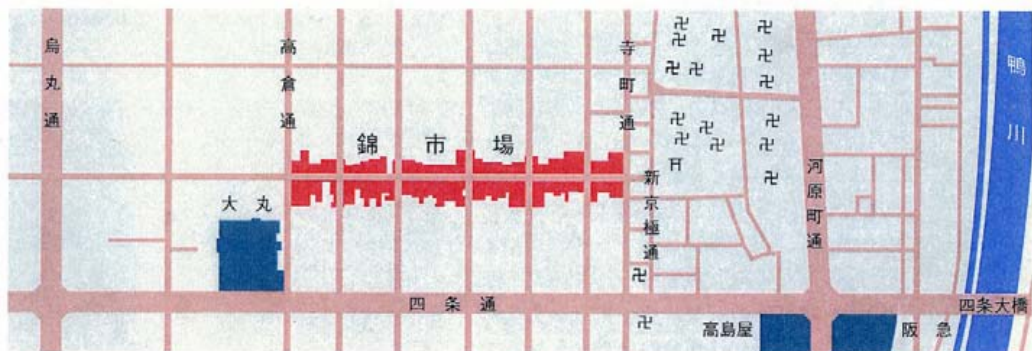 烏丸通
高倉通
寺町通
鴨川
錦市場
大丸
新京極通
河原町通
四条通
四条大橋
高島屋
阪急